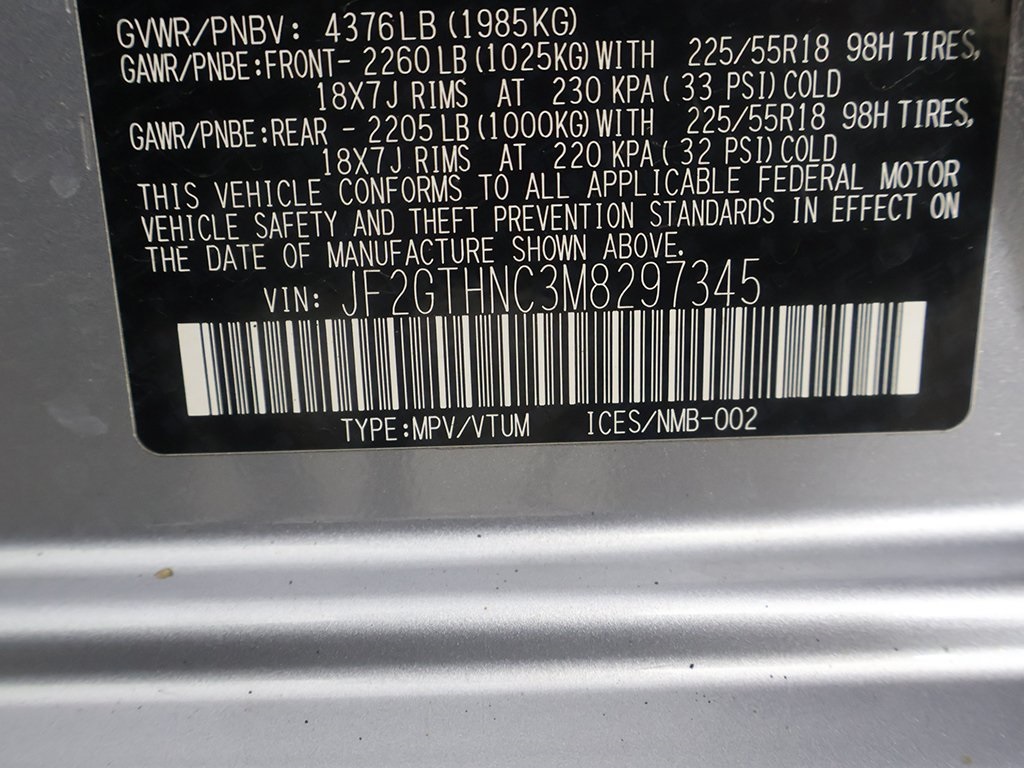 GVWR/PNBV: 4376LB (1985KG)
GAWR/PNBE:FRONT- 2260 LB (1025KG) WITH 225/55R18 98H TIRES,
18X7J RIMS AT 230 KPA ( 33 PSI) COLD
GAWR/PNBE:REAR - 2205 LB (1000KG) WITH 225/55R18 98H TIRES,
18X7J RIMS AT 220 KPA ( 32 PSI) COLD
THIS VEHICLE CONFORMS TO ALL APPLICABLE FEDERAL MOTOR
VEHICLE SAFETY AND THEFT PREVENTION STANDARDS IN EFFECT ON
THE DATE OF MANUFACTURE SHOWN ABOVE.
VIN: JF2GTHNC3M8297345
TYPE:MPV/VTUM ICES/NMB-002